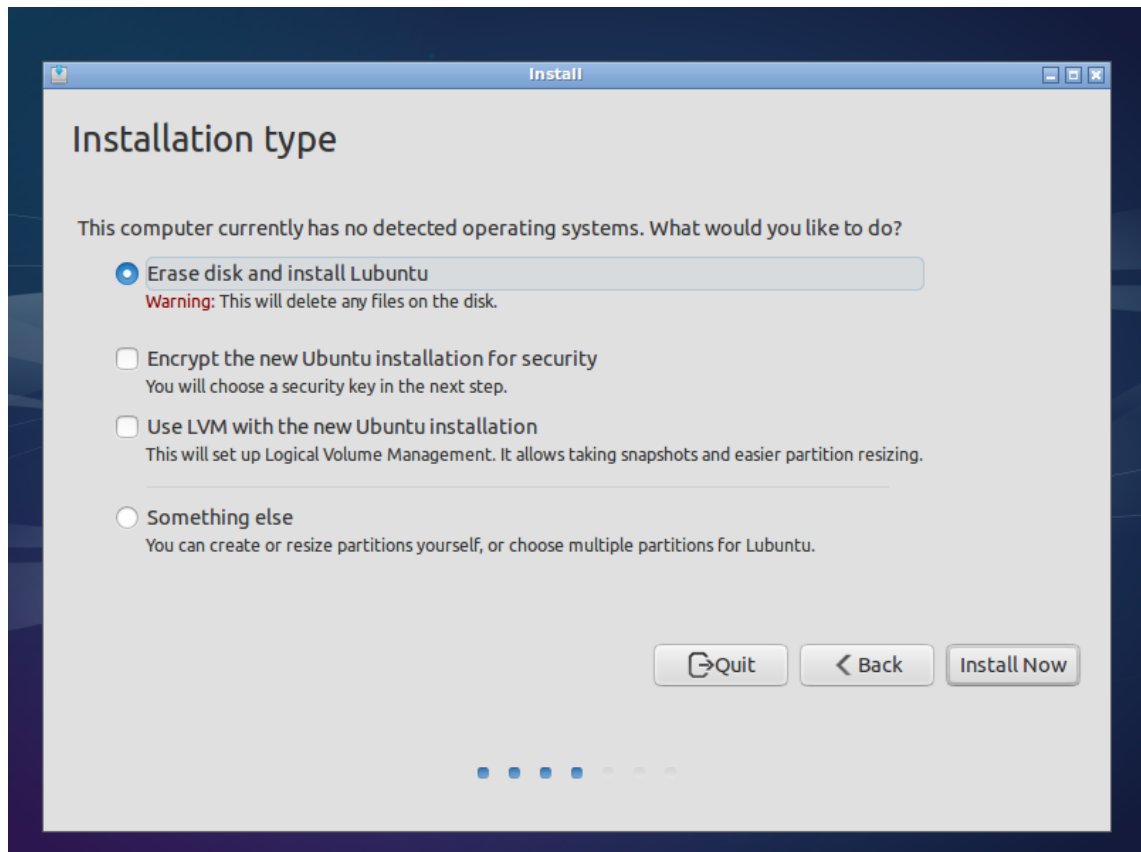 Install
Installation type
This computer currently has no detected operating systems. What would you like to do?
Erase disk and install Lubuntu
Warning: This will delete any files on the disk.
Encrypt the new Ubuntu installation for security
You will choose a security key in the next step.
Use LVM with the new Ubuntu installation
This will set up Logical Volume Management. It allows taking snapshots and easier partition resizing.
Something else
You can create or resize partitions yourself, or choose multiple partitions for Lubuntu.
Quit Back Install Now